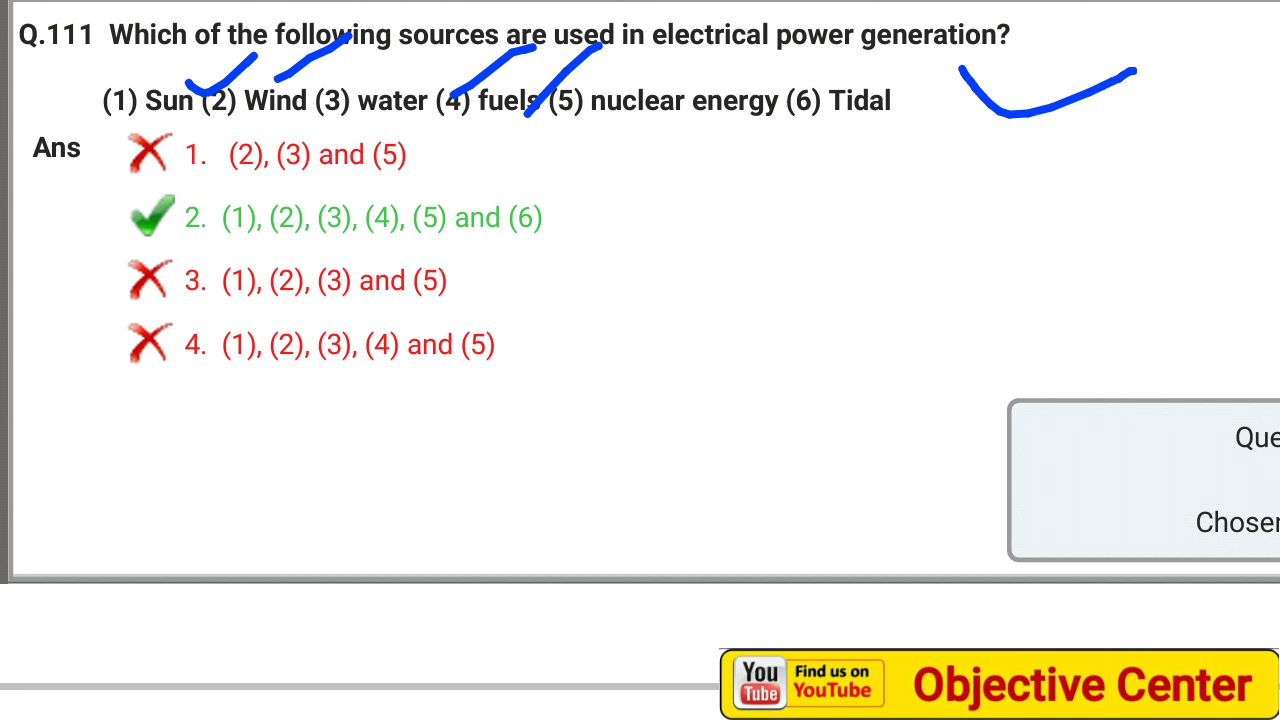 Q.111 Which of the following sources are used in electrical power generation?
(1) Sun (2) Wind (3) water (4) fuels (5) nuclear energy (6) Tidal
Ans
1. (2), (3) and (5)
2. (1), (2), (3), (4), (5) and (6)
3. (1), (2), (3) and (5)
4. (1), (2), (3), (4) and (5)
Que
Choser
You Tube Find us on YouTube Objective Center